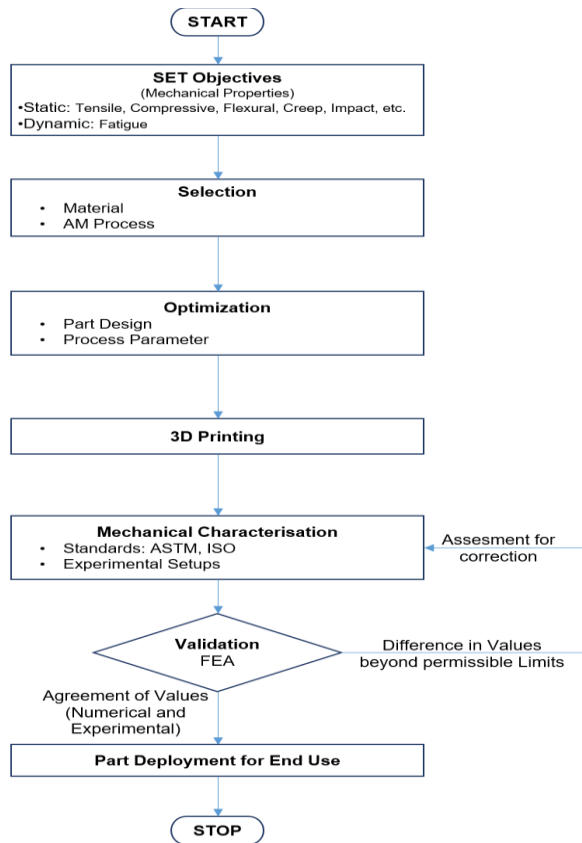 START
SET Objectives
(Mechanical Properties)
•Static: Tensile, Compressive, Flexural, Creep, Impact, etc.
•Dynamic: Fatigue
Selection
• Material
• AM Process
Optimization
• Part Design
• Process Parameter
3D Printing
Mechanical Characterisation
• Standards: ASTM, ISO
• Experimental Setups
Assesment for
correction
Validation
FEA
Difference in Values
beyond permissible Limits
Agreement of Values
(Numerical and
Experimental)
Part Deployment for End Use
STOP